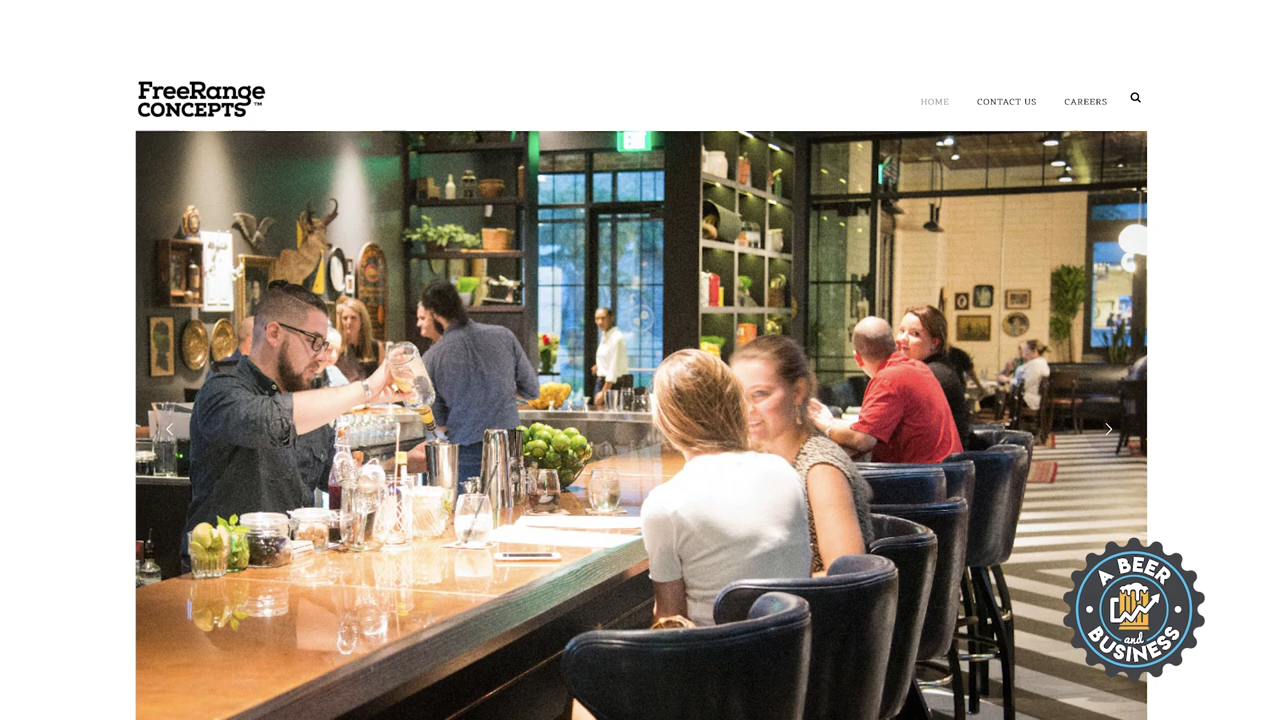 FreeRange
CONCEPTS™
HOME CONTACT US CAREERS
A BEER
and
BUSINESS